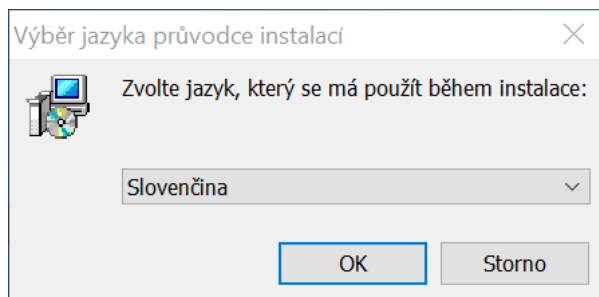 Výběr jazyka průvodce instalací
Zvolte jazyk, který se má použít během instalace:
Slovenčina
OK
Storno